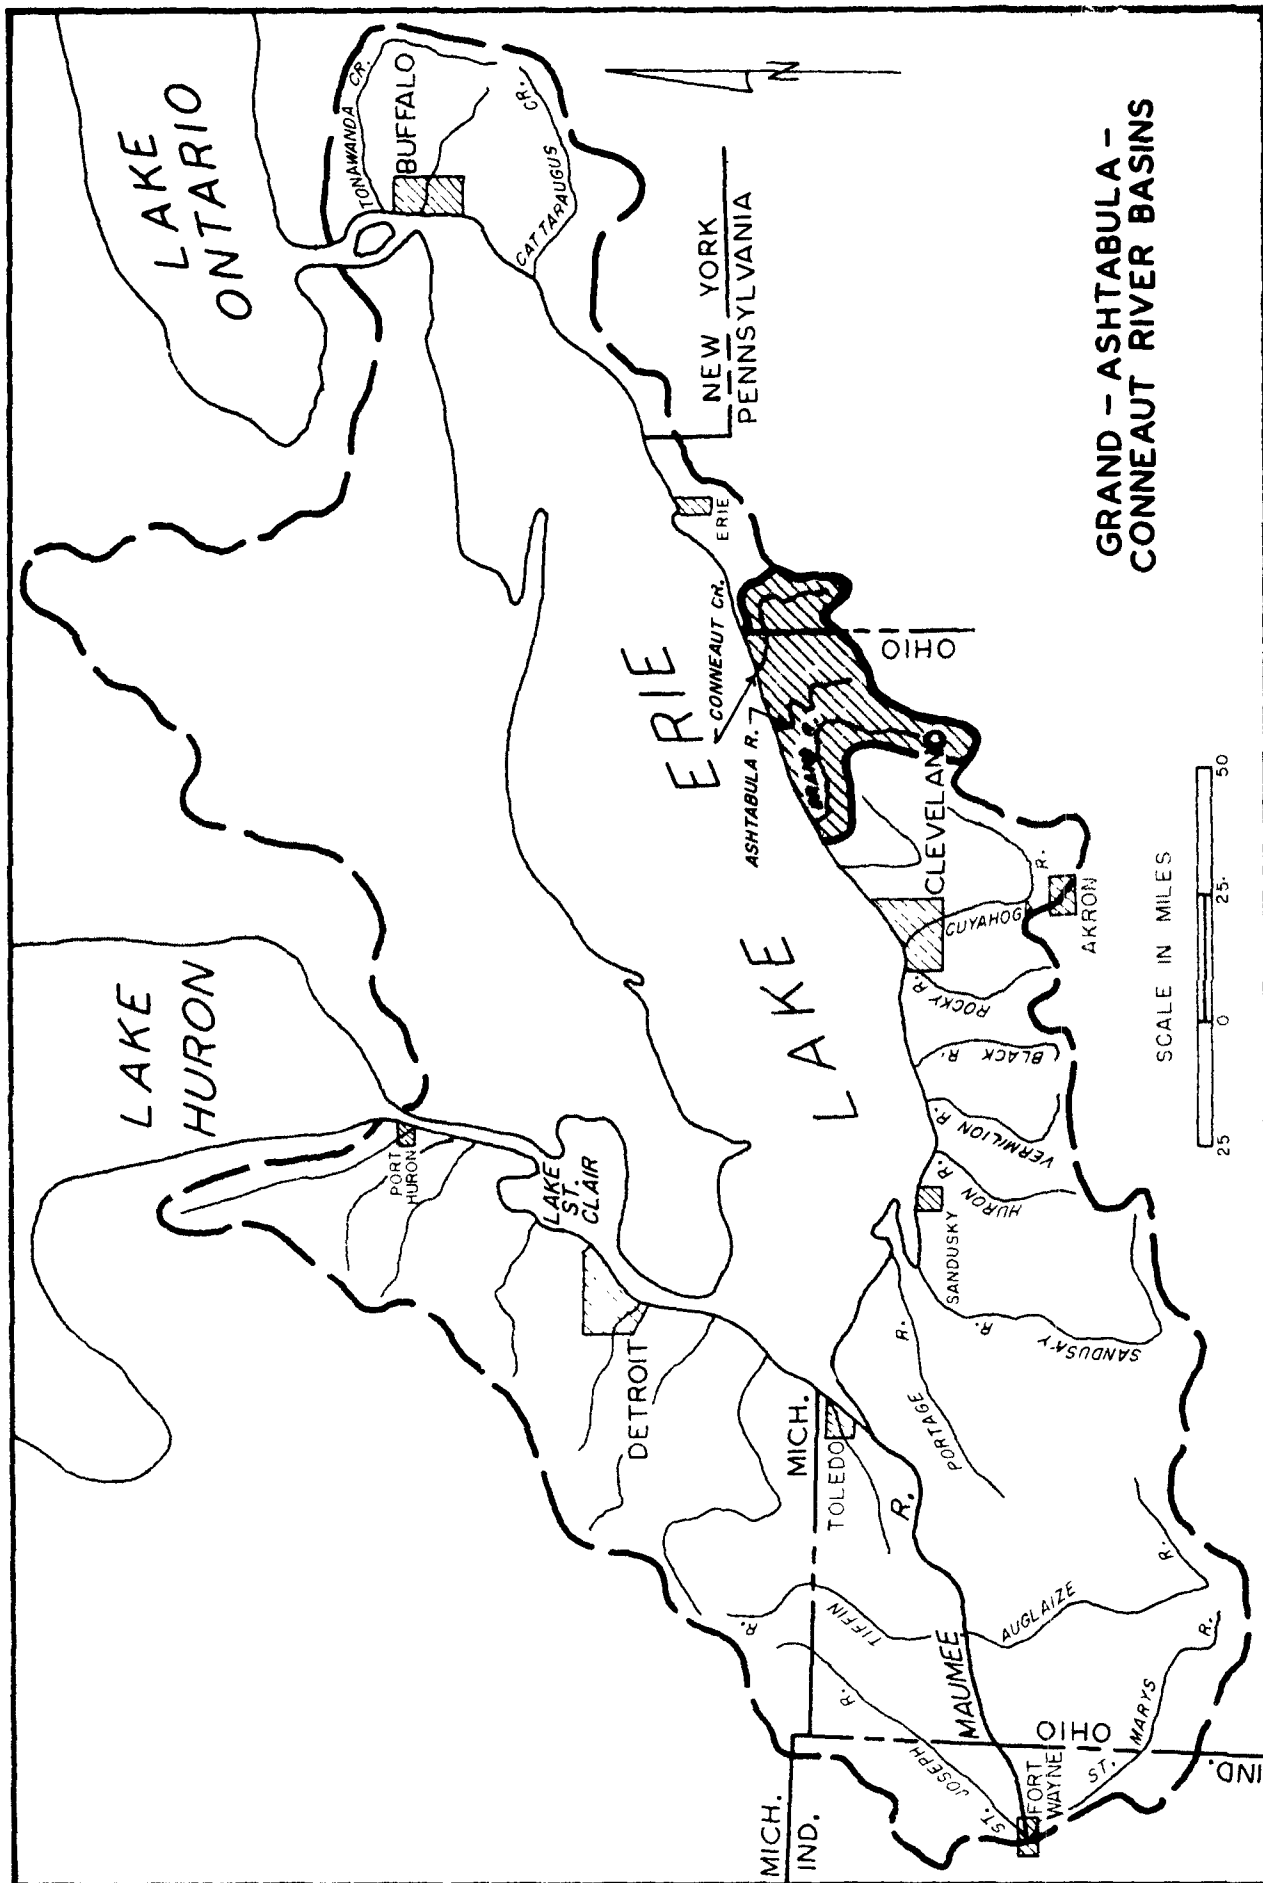 LAKE
ONTARIO
TONAWANDA CR.
BUFFALO
CATTARAUGUS CR.
N
LAKE
HURON
PORT
HURON
LAKE
ST.
CLAIR
DETROIT
LAKE ERIE
NEW YORK
PENNSYLVANIA
ERIE
CONNEAUT CR.
ASHTABULA R.
GRAND R.
OHIO
CLEVELAND
CUYAHOG R.
AKRON
ROCKY R.
BLACK R.
VERMILION R.
HURON R.
SANDUSKY
SANDUSKY R.
PORTAGE R.
MICH.
TOLEDO
MAUMEE R.
TIFFIN R.
AUGLAIZE R.
ST. JOSEPH R.
ST. MARYS R.
FORT
WAYNE
OHIO
IND.
MICH.
IND.
GRAND – ASHTABULA –
CONNEAUT RIVER BASINS
SCALE IN MILES
25 0 25 50